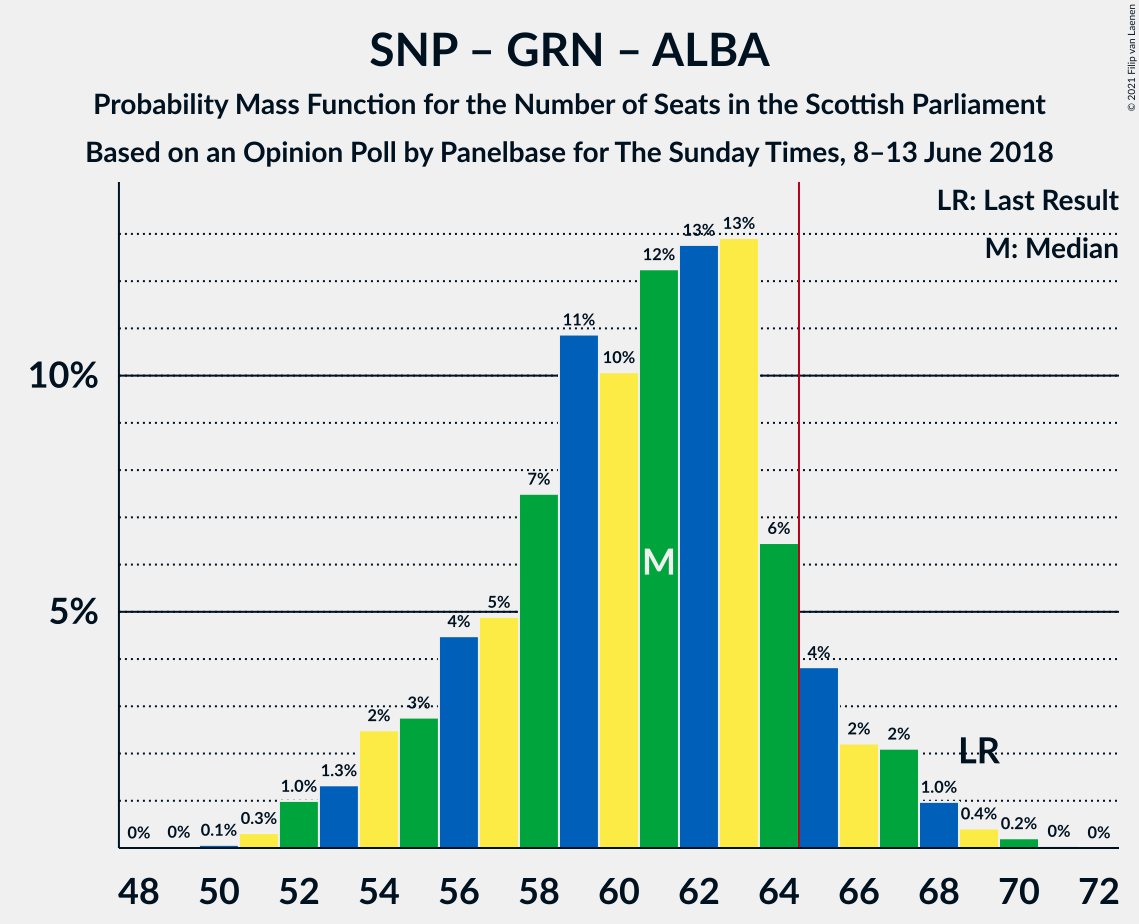 SNP – GRN – ALBA
Probability Mass Function for the Number of Seats in the Scottish Parliament
Based on an Opinion Poll by Panelbase for The Sunday Times, 8–13 June 2018
© 2021 Filip van Laenen
LR: Last Result
M: Median
10%
5%
0% 0% 0.1% 0.3% 1.0% 1.3% 2% 3% 4% 5% 7% 11% 10% 12% 13% 13% 6% 4% 2% 2% 1.0% 0.4% 0.2% 0% 0%
M
LR
48 50 52 54 56 58 60 62 64 66 68 70 72